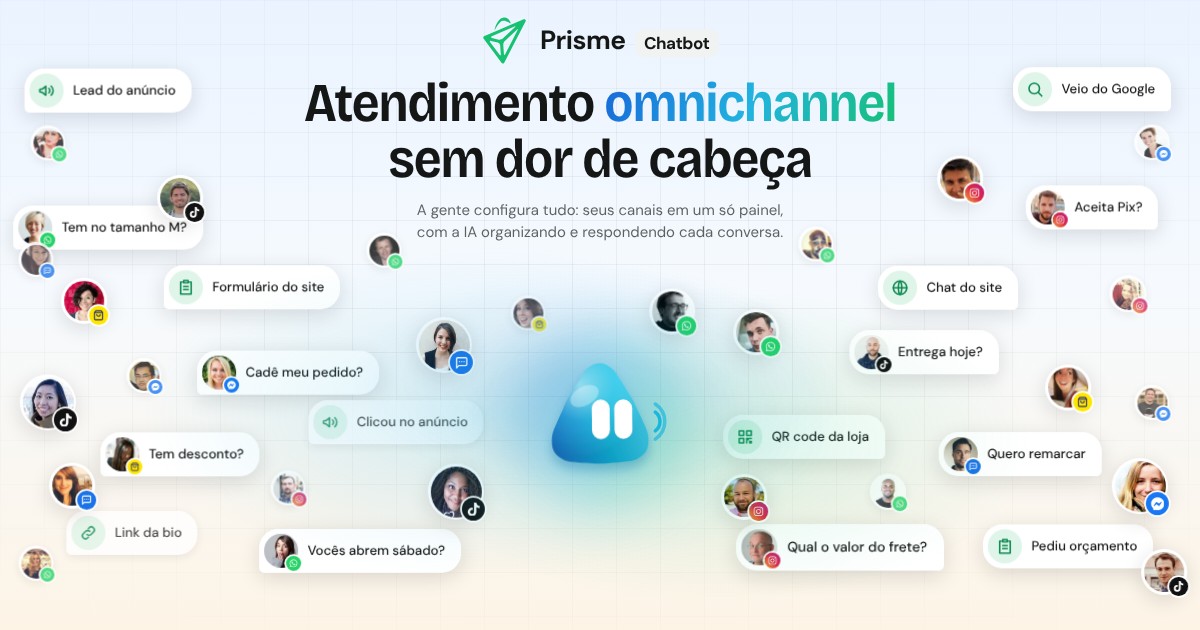 Prisme Chatbot
Atendimento omnichannel
sem dor de cabeça
A gente configura tudo: seus canais em um só painel,
com a IA organizando e respondendo cada conversa.
Lead do anúncio
Veio do Google
Tem no tamanho M?
Aceita Pix?
Formulário do site
Chat do site
Cadê meu pedido?
Entrega hoje?
Clicou no anúncio
QR code da loja
Tem desconto?
Quero remarcar
Link da bio
Vocês abrem sábado?
Qual o valor do frete?
Pediu orçamento